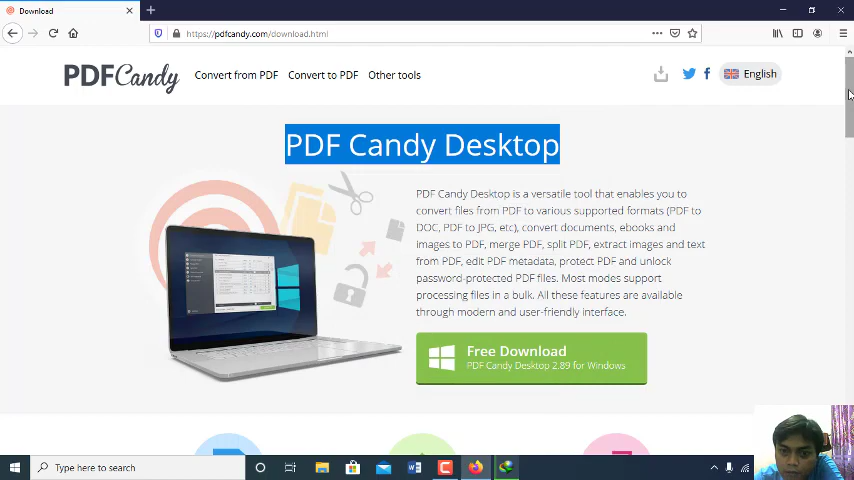 Download
https://pdfcandy.com/download.html
PDF Candy
Convert from PDF
Convert to PDF
Other tools
English
PDF Candy Desktop
PDF Candy Desktop is a versatile tool that enables you to
convert files from PDF to various supported formats (PDF to
DOC, PDF to JPG, etc), convert documents, ebooks and
images to PDF, merge PDF, split PDF, extract images and text
from PDF, edit PDF metadata, protect PDF and unlock
password-protected PDF files. Most modes support
processing files in a bulk. All these features are available
through modern and user-friendly interface.
Free Download
PDF Candy Desktop 2.89 for Windows
Type here to search